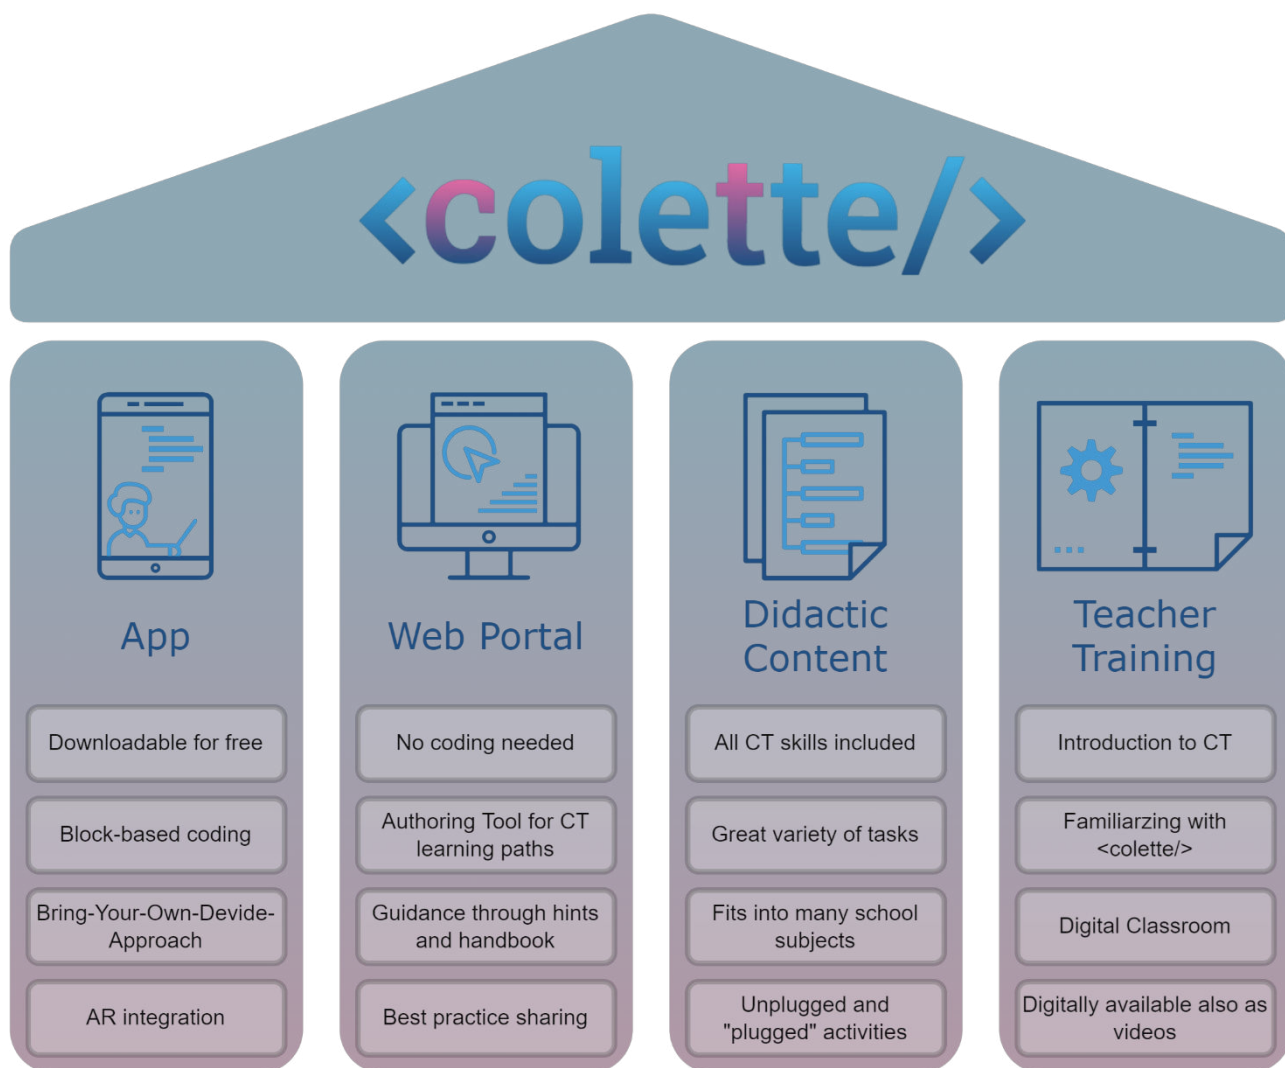 <colette/>
App
Downloadable for free
Block-based coding
Bring-Your-Own-Devide-
Approach
AR integration
Web Portal
No coding needed
Authoring Tool for CT
learning paths
Guidance through hints
and handbook
Best practice sharing
Didactic
Content
All CT skills included
Great variety of tasks
Fits into many school
subjects
Unplugged and
"plugged" activities
Teacher
Training
Introduction to CT
Familiarzing with
<colette/>
Digital Classroom
Digitally available also as
videos